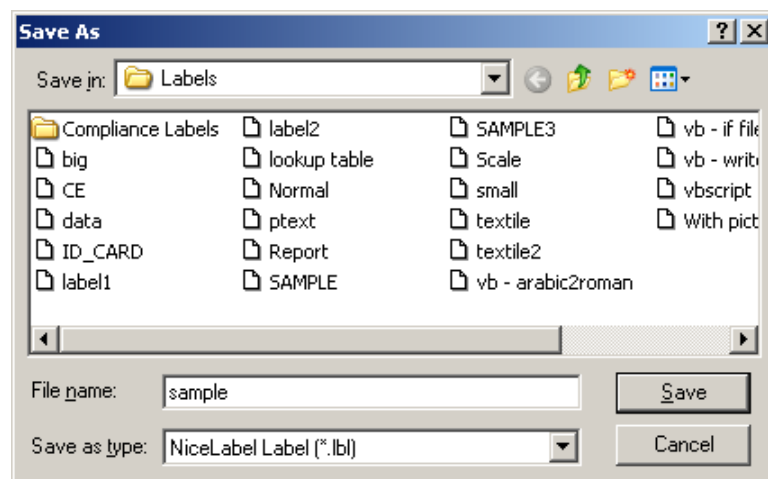 Save As
Save in: Labels
Compliance Labels
big
CE
data
ID_CARD
label1
label2
lookup table
Normal
ptext
Report
SAMPLE
SAMPLE3
Scale
small
textile
textile2
vb - arabic2roman
vb - if file
vb - write
vbscript
With pict
File name: sample
Save
Save as type: NiceLabel Label (*.lbl)
Cancel